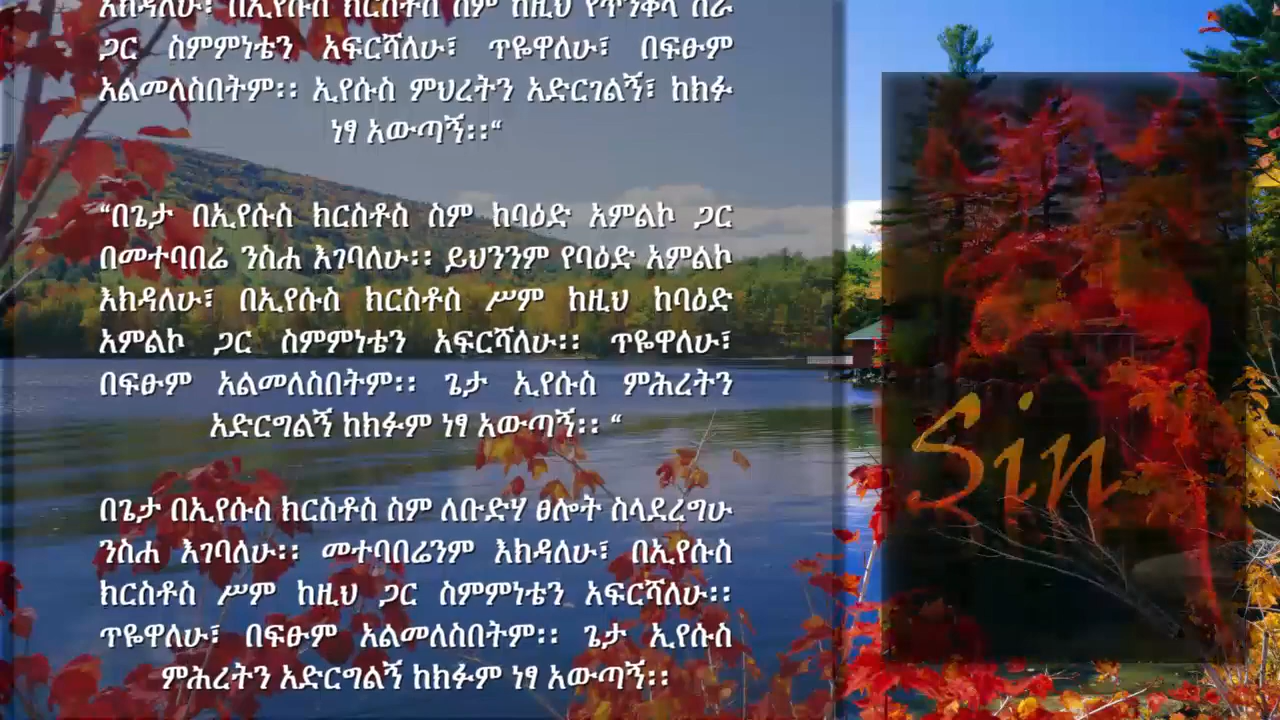 እክዳለሁ፣ በኢየሱስ ክርስቶስ ስም ከዚህ የጥንቆላ ስራ
ጋር ስምምነቴን አፍርሻለሁ፣ ጥዬዋለሁ፣ በፍፁም
አልመለስበትም፡፡ ኢየሱስ ምህረትን አድርገልኝ፣ ከክፉ
ነፃ አውጣኝ፡፡“
“በጌታ በኢየሱስ ክርስቶስ ስም ከባዕድ አምልኮ ጋር
በመተባበሬ ንስሐ እገባለሁ፡፡ ይህንንም የባዕድ አምልኮ
እክዳለሁ፣ በኢየሱስ ክርስቶስ ሥም ከዚህ ከባዕድ
አምልኮ ጋር ስምምነቴን አፍርሻለሁ፡፡ ጥዬዋለሁ፣
በፍፁም አልመለስበትም፡፡ ጌታ ኢየሱስ ምሕረትን
አድርግልኝ ከክፉም ነፃ አውጣኝ፡፡ “
በጌታ በኢየሱስ ክርስቶስ ስም ለቡድሃ ፀሎት ስላደረግሁ
ንስሐ እገባለሁ፡፡ መተባበሬንም እክዳለሁ፣ በኢየሱስ
ክርስቶስ ሥም ከዚህ ጋር ስምምነቴን አፍርሻለሁ፡፡
ጥዬዋለሁ፣ በፍፁም አልመለስበትም፡፡ ጌታ ኢየሱስ
ምሕረትን አድርግልኝ ከክፉም ነፃ አውጣኝ፡፡
Sin